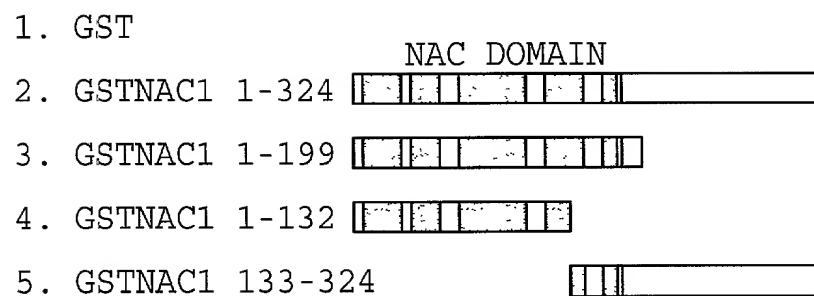 1. GST
NAC DOMAIN
2. GSTNAC1 1-324
3. GSTNAC1 1-199
4. GSTNAC1 1-132
5. GSTNAC1 133-324